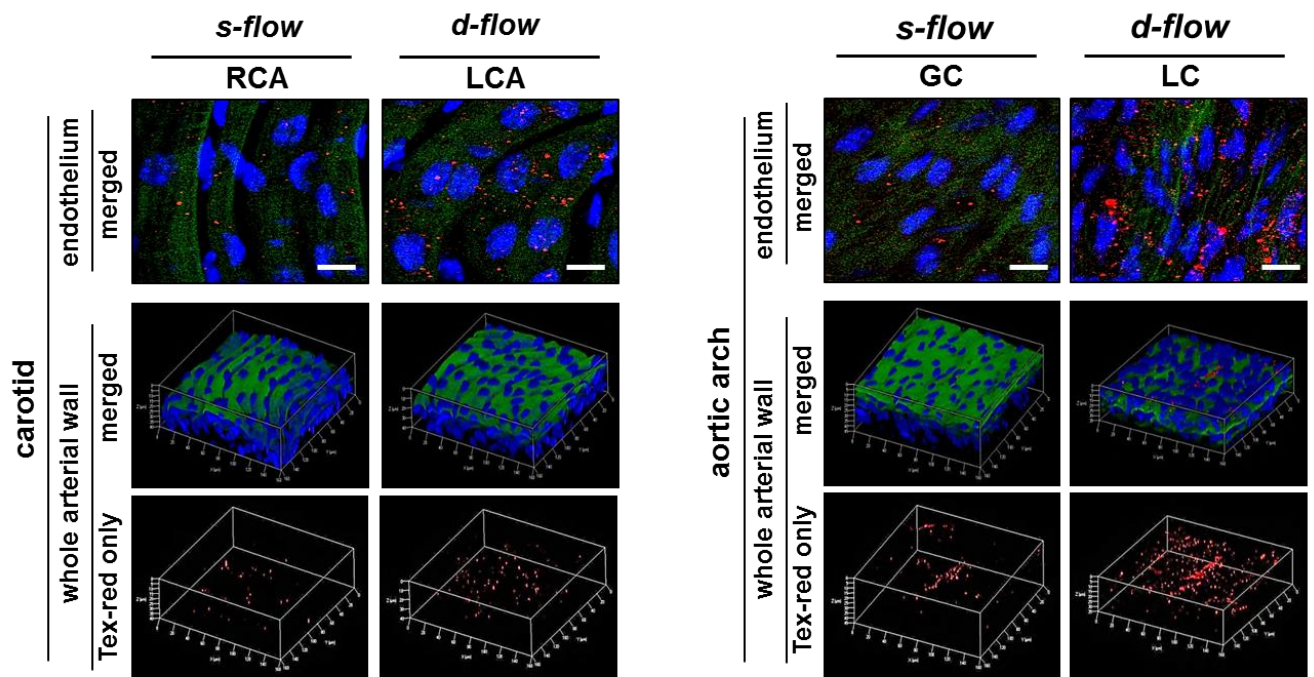 s-flow
d-flow
RCA
LCA
carotid
endothelium
merged
whole arterial wall
merged
Tex-red only
s-flow
d-flow
GC
LC
aortic arch
endothelium
merged
whole arterial wall
merged
Tex-red only